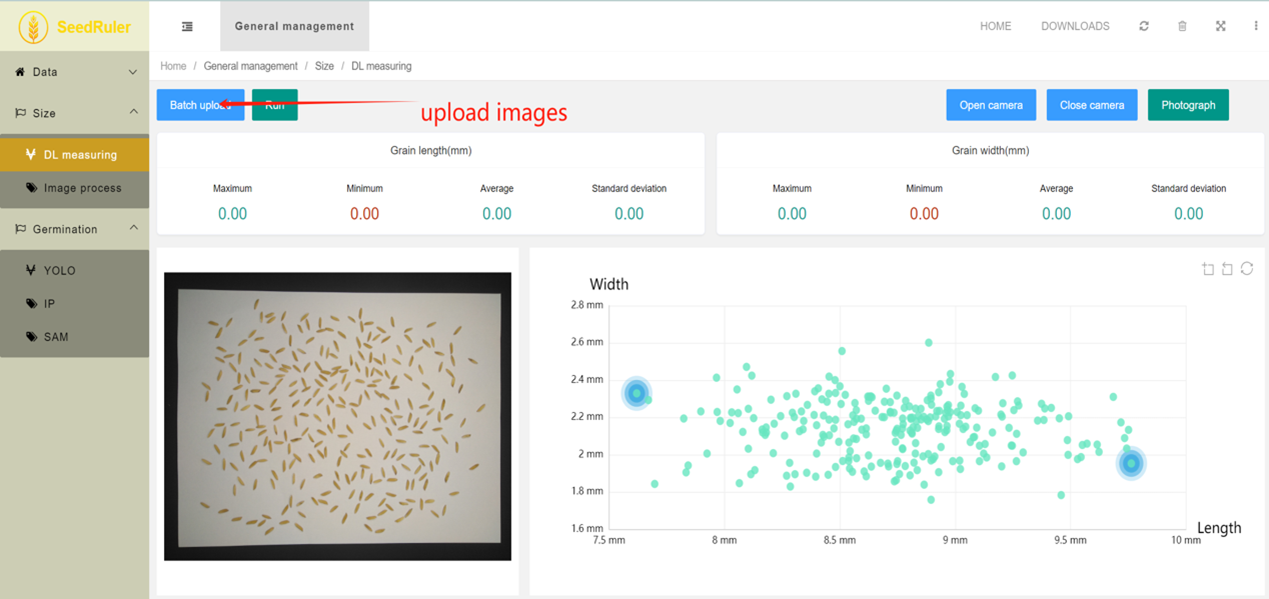 SeedRuler
General management
HOME
DOWNLOADS
Data
Home / General management / Size / DL measuring
Size
Batch upload
Run
upload images
Open camera
Close camera
Photograph
DL measuring
Image process
Germination
YOLO
IP
SAM
Grain length(mm)
Maximum Minimum Average Standard deviation
0.00 0.00 0.00 0.00
Grain width(mm)
Maximum Minimum Average Standard deviation
0.00 0.00 0.00 0.00
Width
2.8 mm
2.6 mm
2.4 mm
2.2 mm
2 mm
1.8 mm
1.6 mm
7.5 mm 8 mm 8.5 mm 9 mm 9.5 mm 10 mm
Length